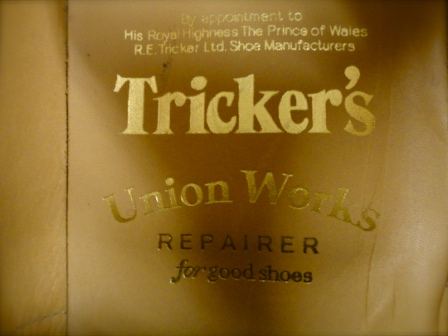 By appointment to
His Royal Highness The Prince of Wales
R.E. Tricker Ltd. Shoe Manufacturers
Tricker's
Union Works
REPAIRER
for good shoes